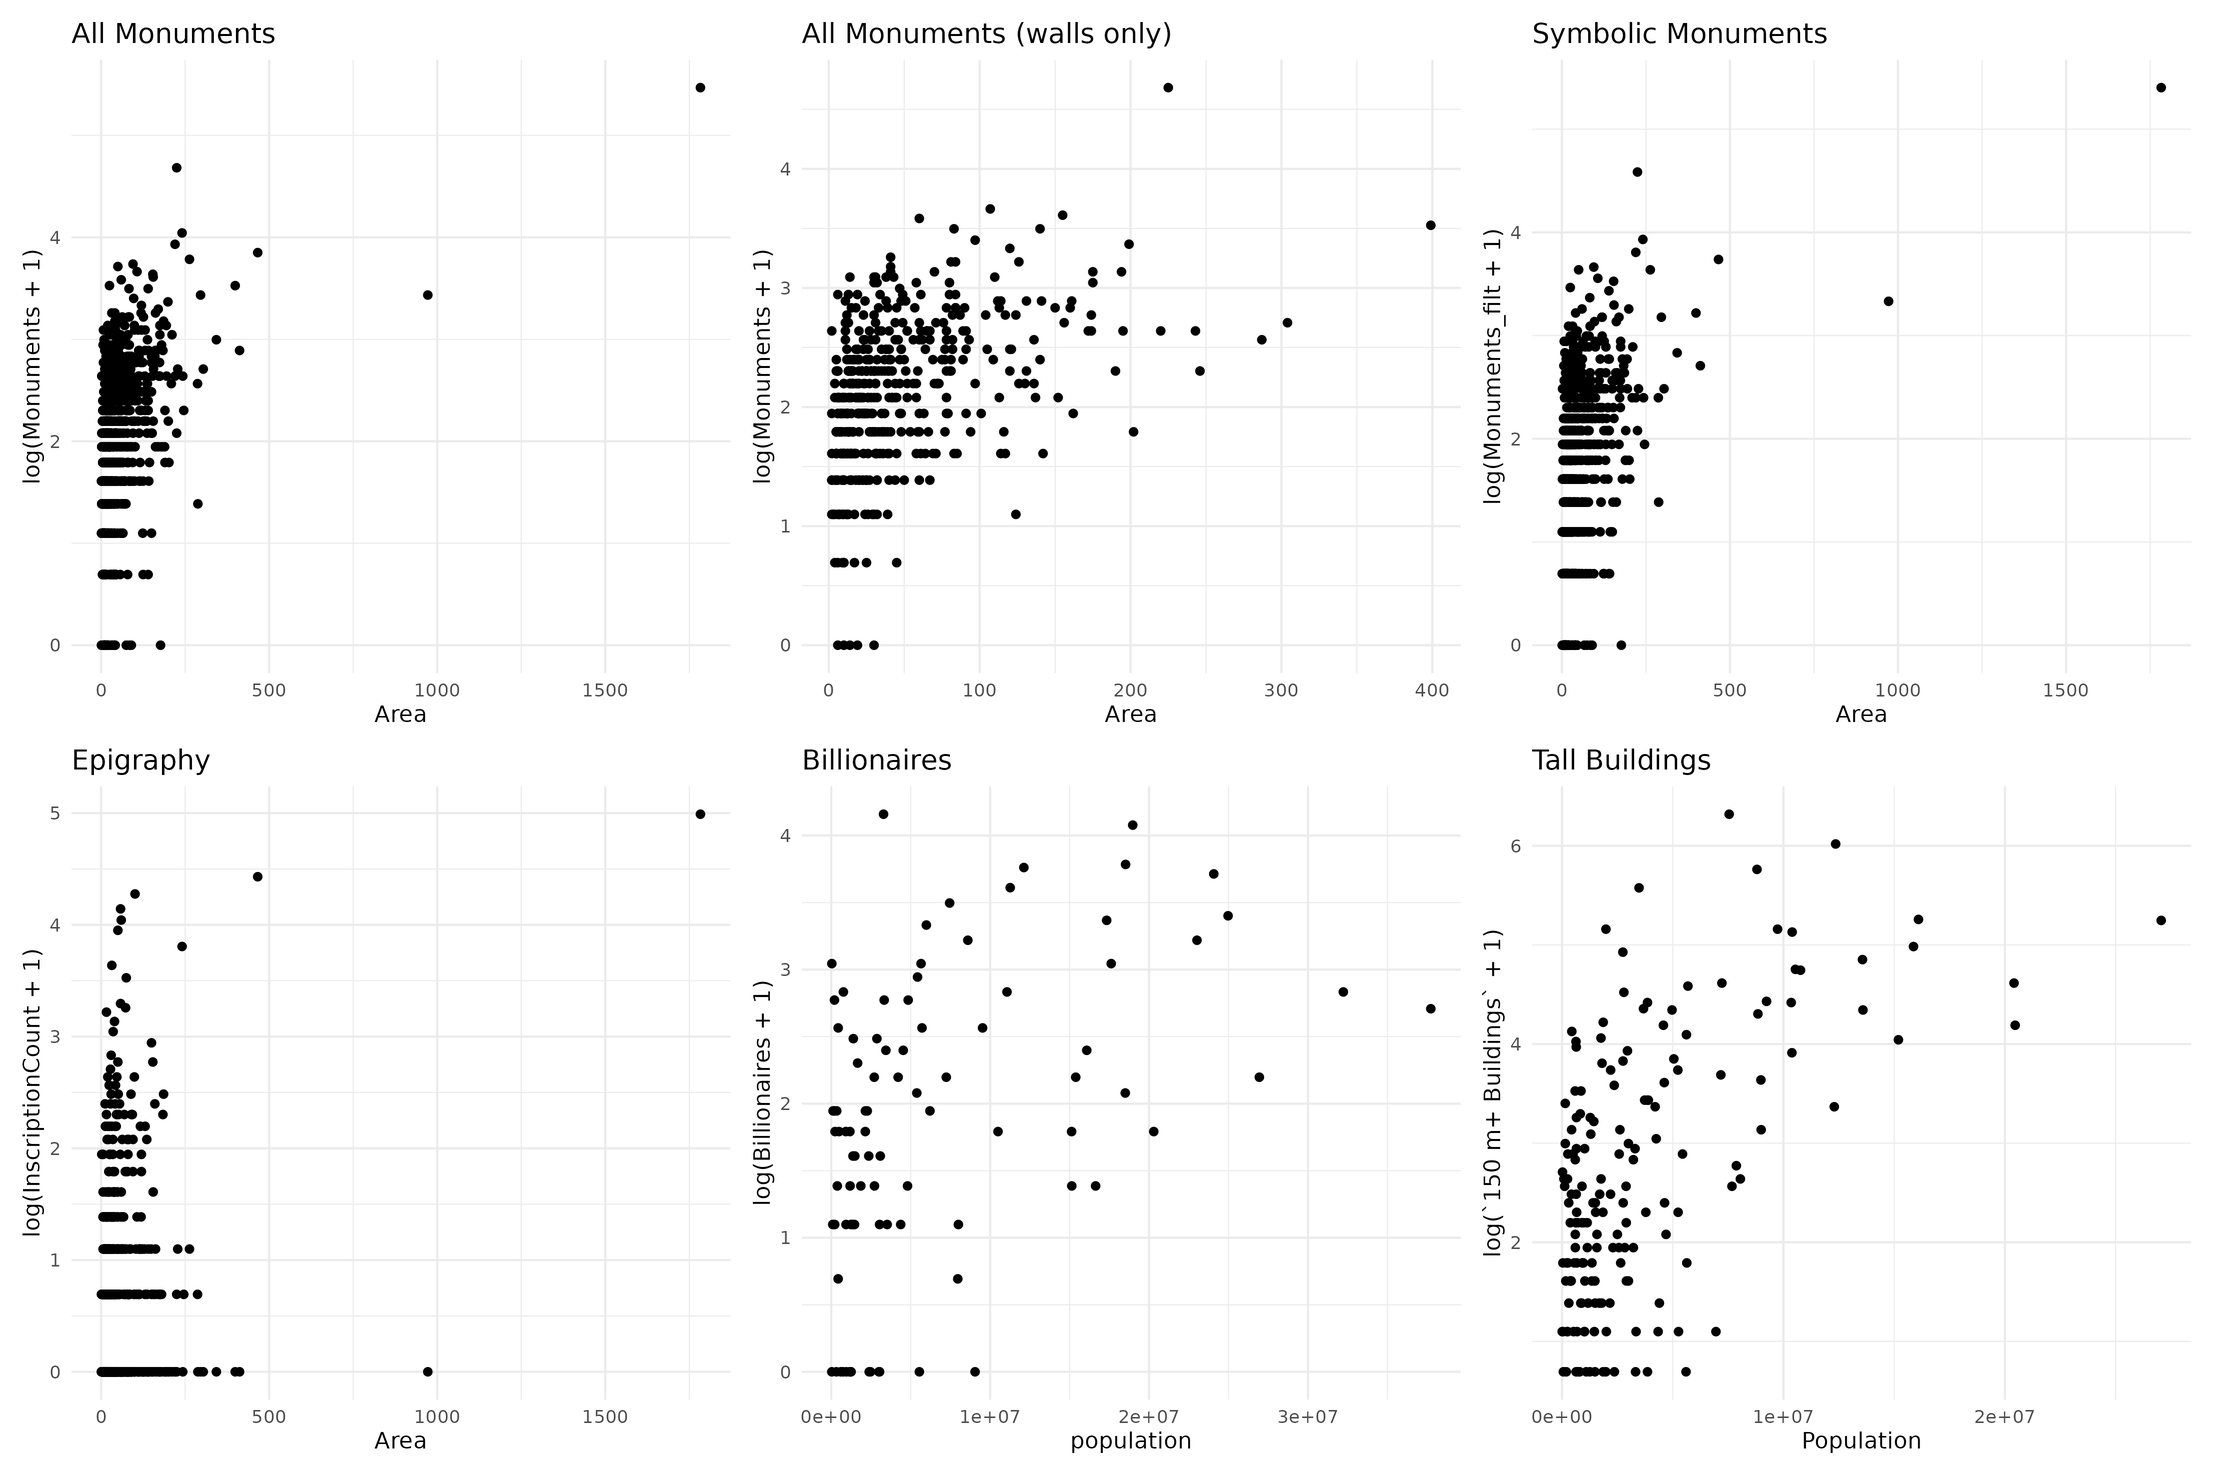 All Monuments
log(Monuments + 1)
4
2
0
0 500 1000 1500
Area
All Monuments (walls only)
log(Monuments + 1)
4
3
2
1
0
0 100 200 300 400
Area
Symbolic Monuments
log(Monuments_filt + 1)
4
2
0
0 500 1000 1500
Area
Epigraphy
log(InscriptionCount + 1)
5
4
3
2
1
0
0 500 1000 1500
Area
Billionaires
log(Billionaires + 1)
4
3
2
1
0
0e+00 1e+07 2e+07 3e+07
population
Tall Buildings
log(`150 m+ Buildings` + 1)
6
4
2
0e+00 1e+07 2e+07
Population